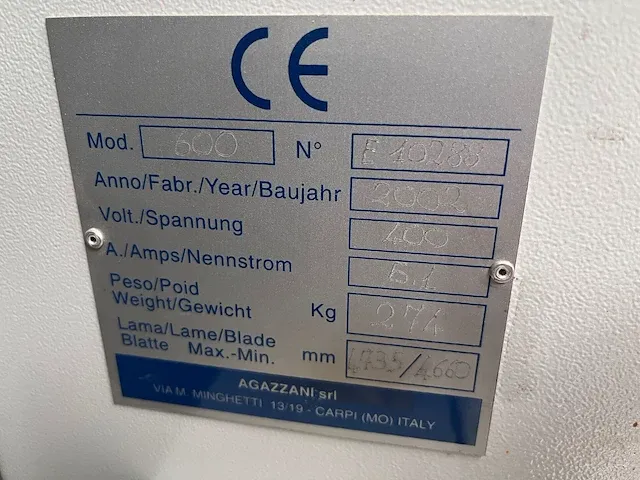 CE
Mod. 600 N°
Anno/Fabr./Year/Baujahr 2002
Volt./Spannung 400
A./Amps/Nennstrom 6.1
Peso/Poid
Weight/Gewicht Kg 274
Lama/Lame/Blade
Blatte Max.-Min. mm 4735/4660
AGAZZANI srl
VIA M. MINGHETTI 13/19 - CARPI (MO) ITALY